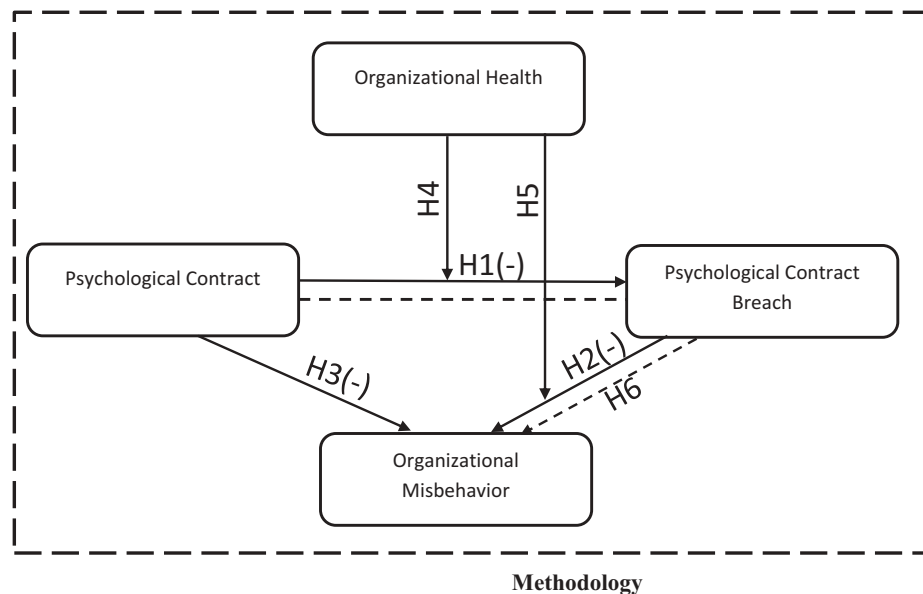 Organizational Health
H4
H5
Psychological Contract
H1(-)
Psychological Contract
Breach
H3(-)
H2(-)
H6
Organizational
Misbehavior
Methodology